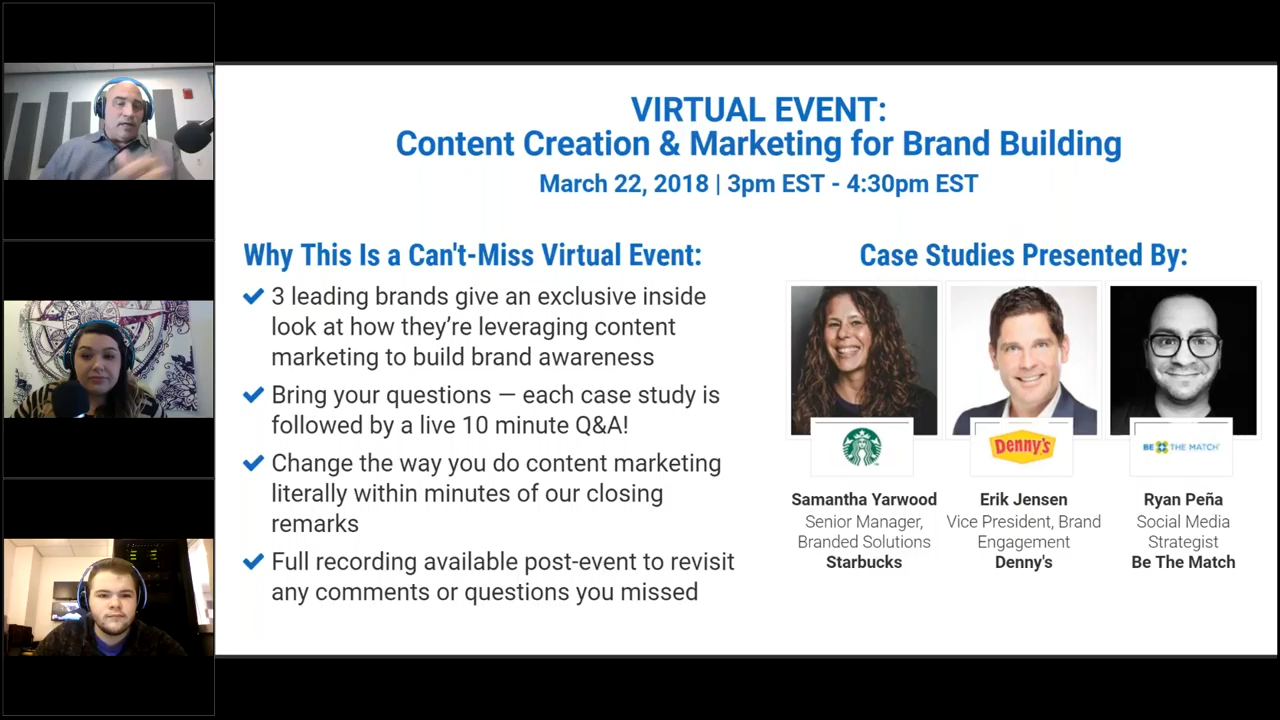 VIRTUAL EVENT:
Content Creation & Marketing for Brand Building
March 22, 2018 | 3pm EST - 4:30pm EST
Why This Is a Can't-Miss Virtual Event:
3 leading brands give an exclusive inside
look at how they’re leveraging content
marketing to build brand awareness
Bring your questions — each case study is
followed by a live 10 minute Q&A!
Change the way you do content marketing
literally within minutes of our closing
remarks
Full recording available post-event to revisit
any comments or questions you missed
Case Studies Presented By:
Denny's
BE THE MATCH
Samantha Yarwood
Senior Manager,
Branded Solutions
Starbucks
Erik Jensen
Vice President, Brand
Engagement
Denny's
Ryan Peña
Social Media
Strategist
Be The Match